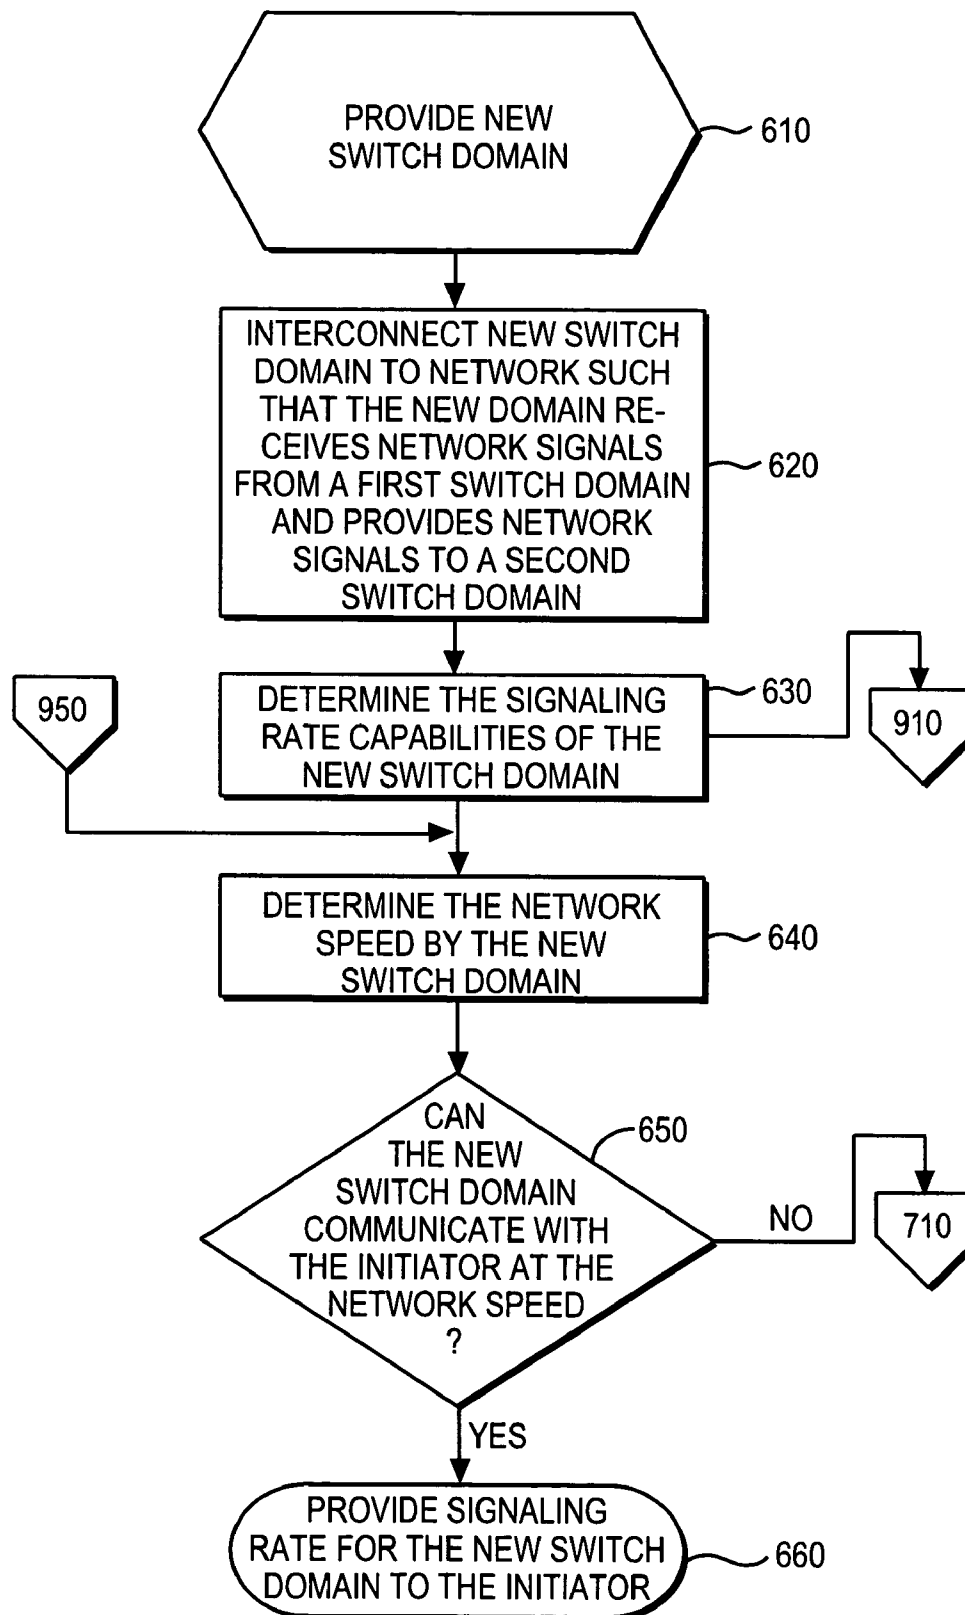 PROVIDE NEW
SWITCH DOMAIN
610
INTERCONNECT NEW SWITCH
DOMAIN TO NETWORK SUCH
THAT THE NEW DOMAIN RE-
CEIVES NETWORK SIGNALS
FROM A FIRST SWITCH DOMAIN
AND PROVIDES NETWORK
SIGNALS TO A SECOND
SWITCH DOMAIN
620
950
DETERMINE THE SIGNALING
RATE CAPABILITIES OF THE
NEW SWITCH DOMAIN
630
910
DETERMINE THE NETWORK
SPEED BY THE NEW
SWITCH DOMAIN
640
CAN
THE NEW
SWITCH DOMAIN
COMMUNICATE WITH
THE INITIATOR AT THE
NETWORK SPEED
?
650
NO
710
YES
PROVIDE SIGNALING
RATE FOR THE NEW SWITCH
DOMAIN TO THE INITIATOR
660